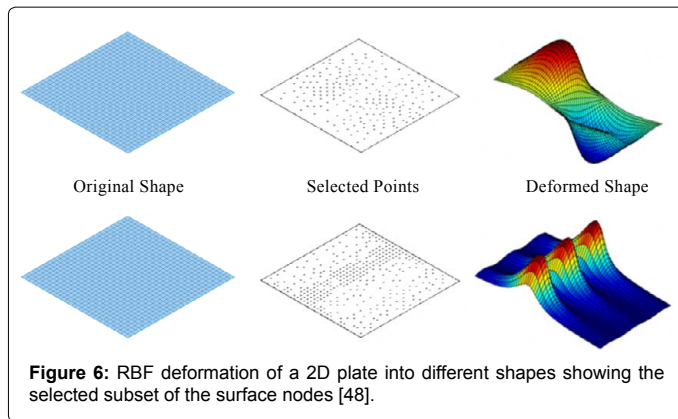 Original Shape Selected Points Deformed Shape
Figure 6: RBF deformation of a 2D plate into different shapes showing the
selected subset of the surface nodes [48].